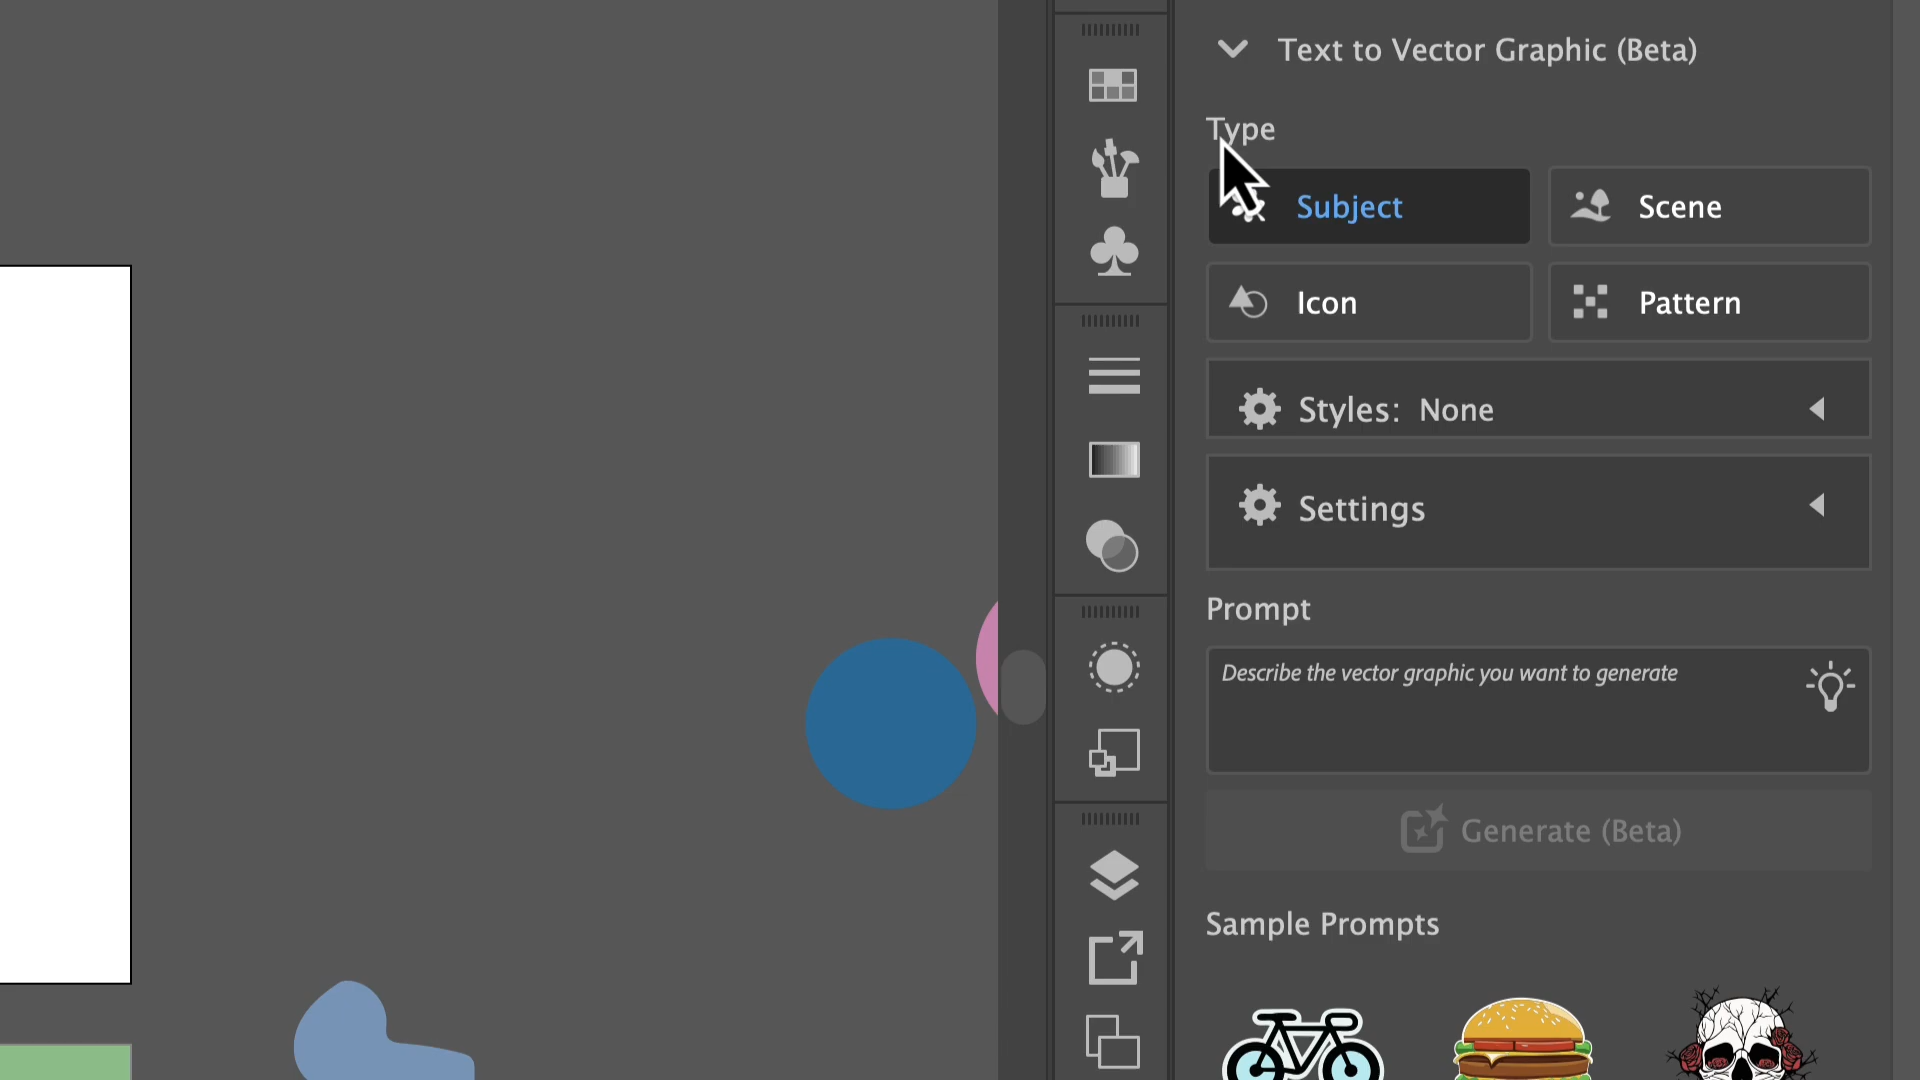 Text to Vector Graphic (Beta)
Type
Subject
Scene
Icon
Pattern
Styles: None
Settings
Prompt
Describe the vector graphic you want to generate
Generate (Beta)
Sample Prompts